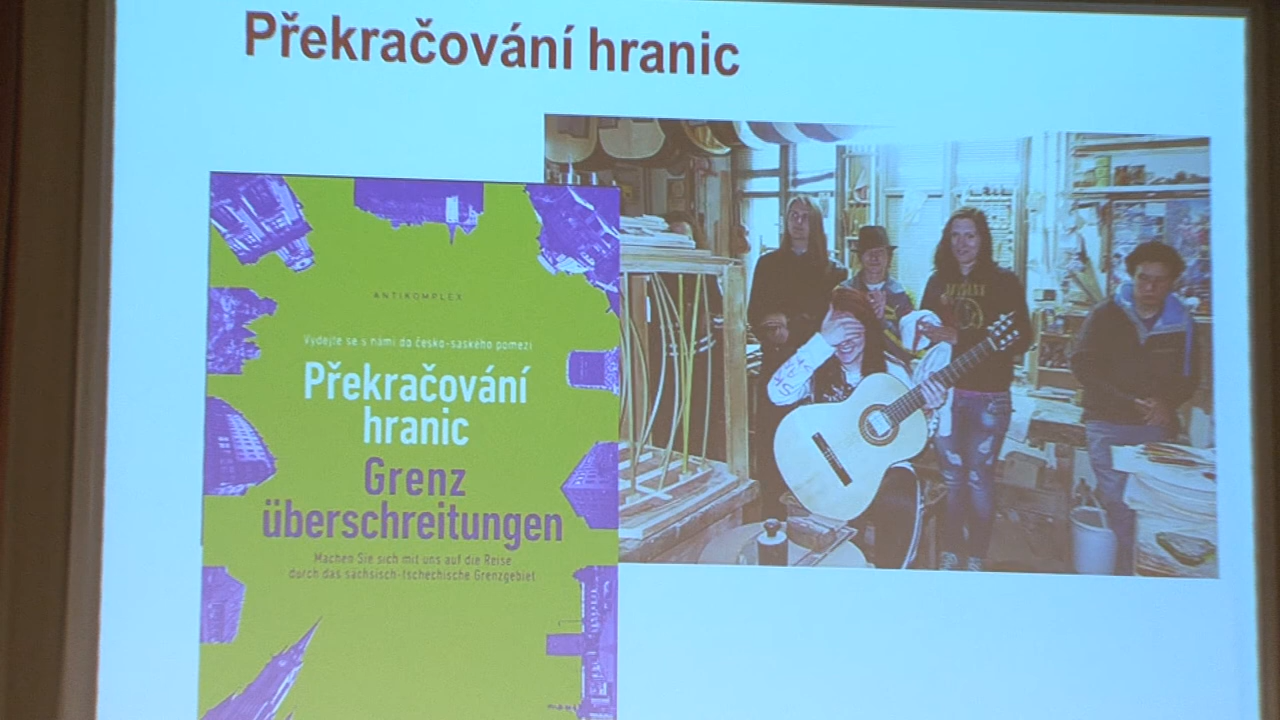 Překračování hranic
ANTIKOMPLEX
Vydejte se s námi do česko-saského pomezí
Překračování
hranic
Grenz
überschreitungen
Machen Sie sich mit uns auf die Reise
durch das sächsisch-tschechische Grenzgebiet